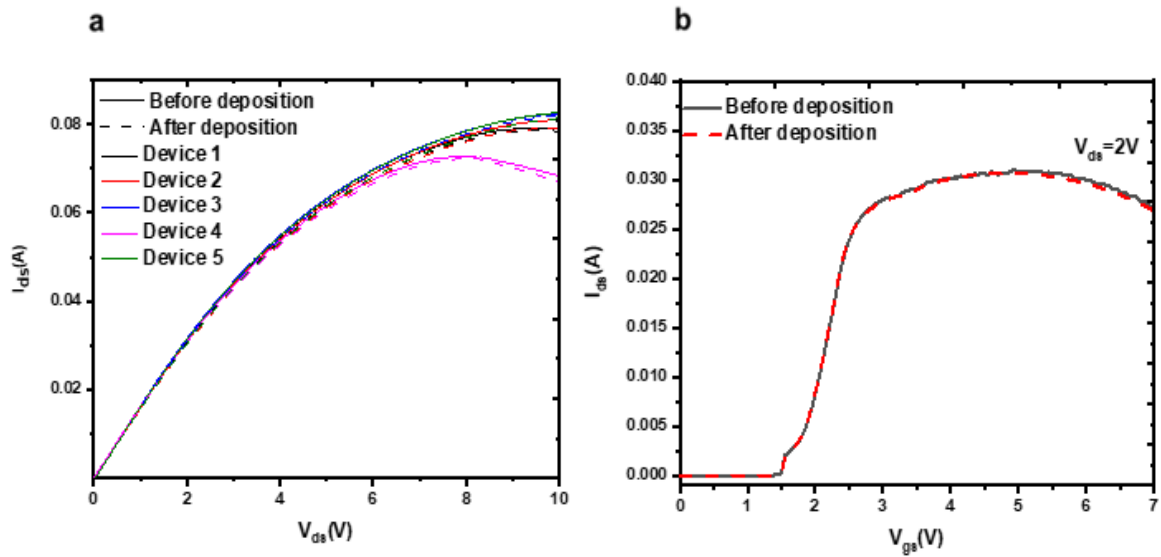 a
Before deposition
After deposition
Device 1
Device 2
Device 3
Device 4
Device 5
0.08
0.06
0.04
0.02
0 2 4 6 8 10
Ids(A)
Vds(V)
b
Before deposition
After deposition
Vds=2V
0.040
0.035
0.030
0.025
0.020
0.015
0.010
0.005
0.000
0 1 2 3 4 5 6 7
Ids(A)
Vgs(V)